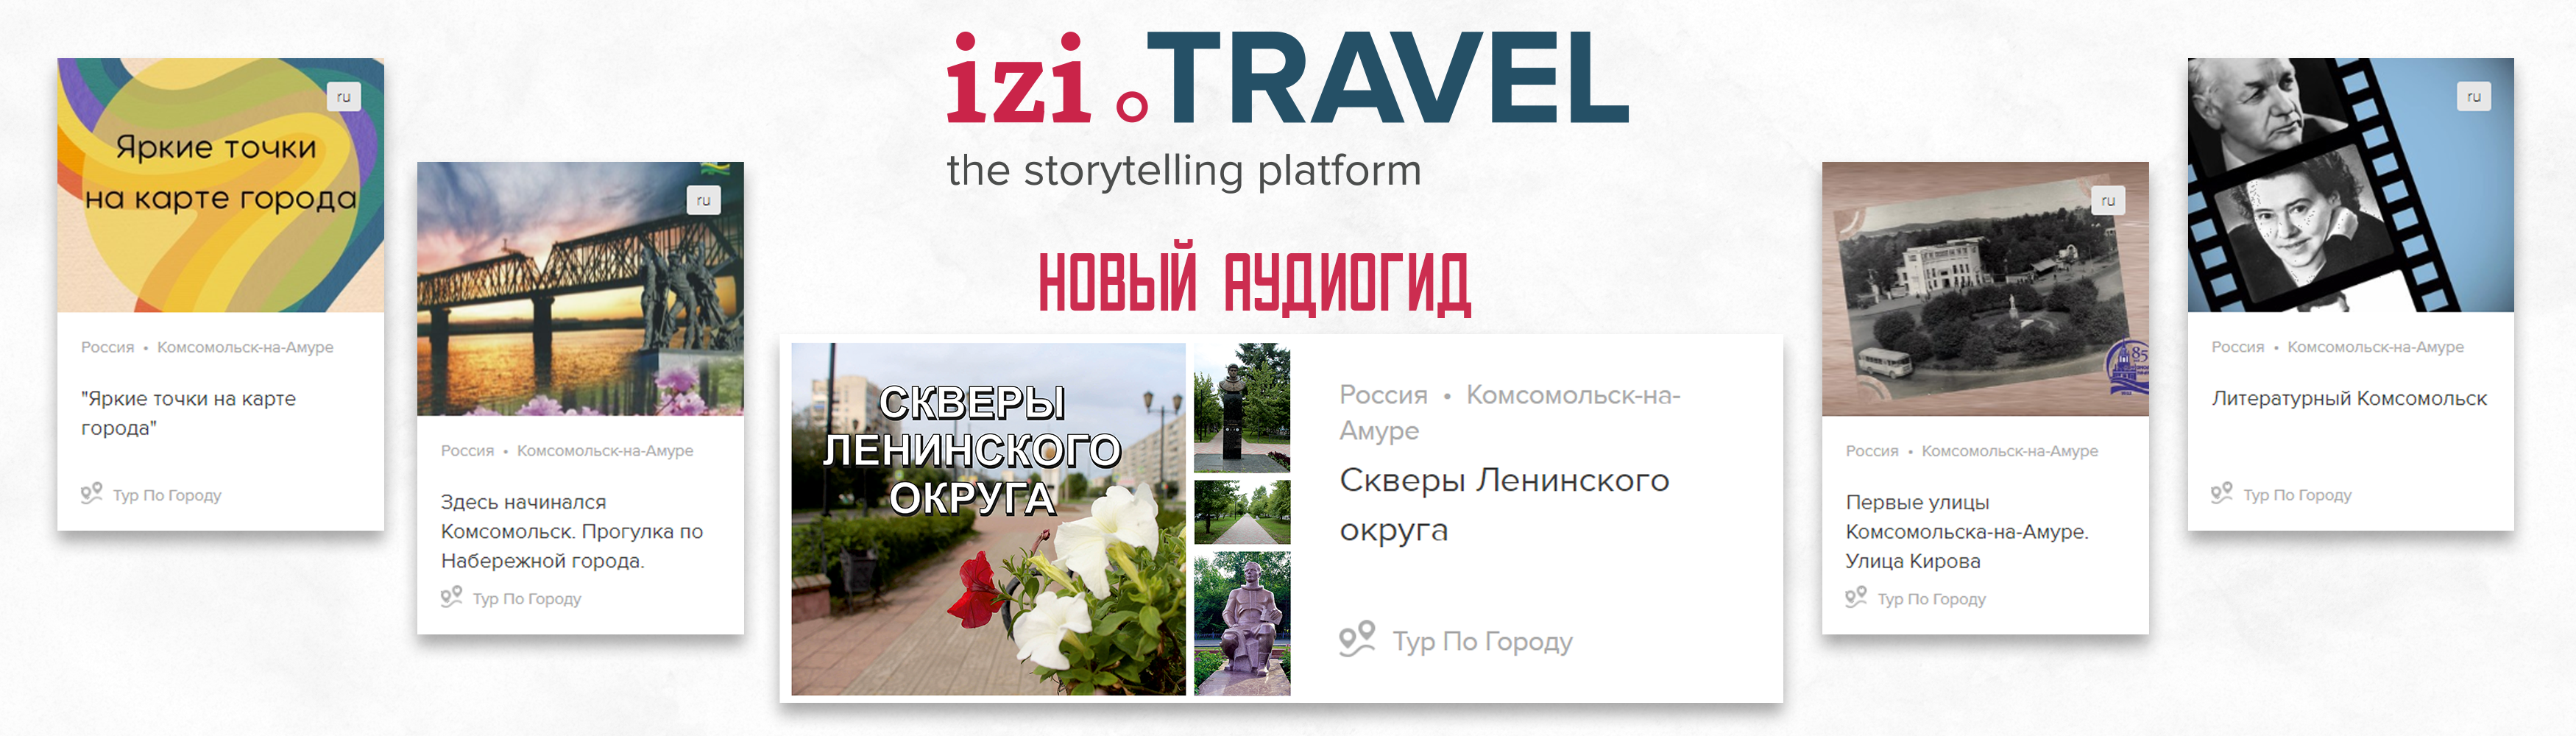 izi.TRAVEL
the storytelling platform
НОВЫЙ АУДИОГИД
Яркие точки
на карте города
ru
Россия • Комсомольск-на-Амуре
"Яркие точки на карте
города"
Тур По Городу
ru
Россия • Комсомольск-на-Амуре
Здесь начинался
Комсомольск. Прогулка по
Набережной города.
Тур По Городу
СКВЕРЫ
ЛЕНИНСКОГО
ОКРУГА
Россия • Комсомольск-на-
Амуре
Скверы Ленинского
округа
Тур По Городу
ru
85
Россия • Комсомольск-на-Амуре
Первые улицы
Комсомольска-на-Амуре.
Улица Кирова
Тур По Городу
ru
Россия • Комсомольск-на-Амуре
Литературный Комсомольск
Тур По Городу